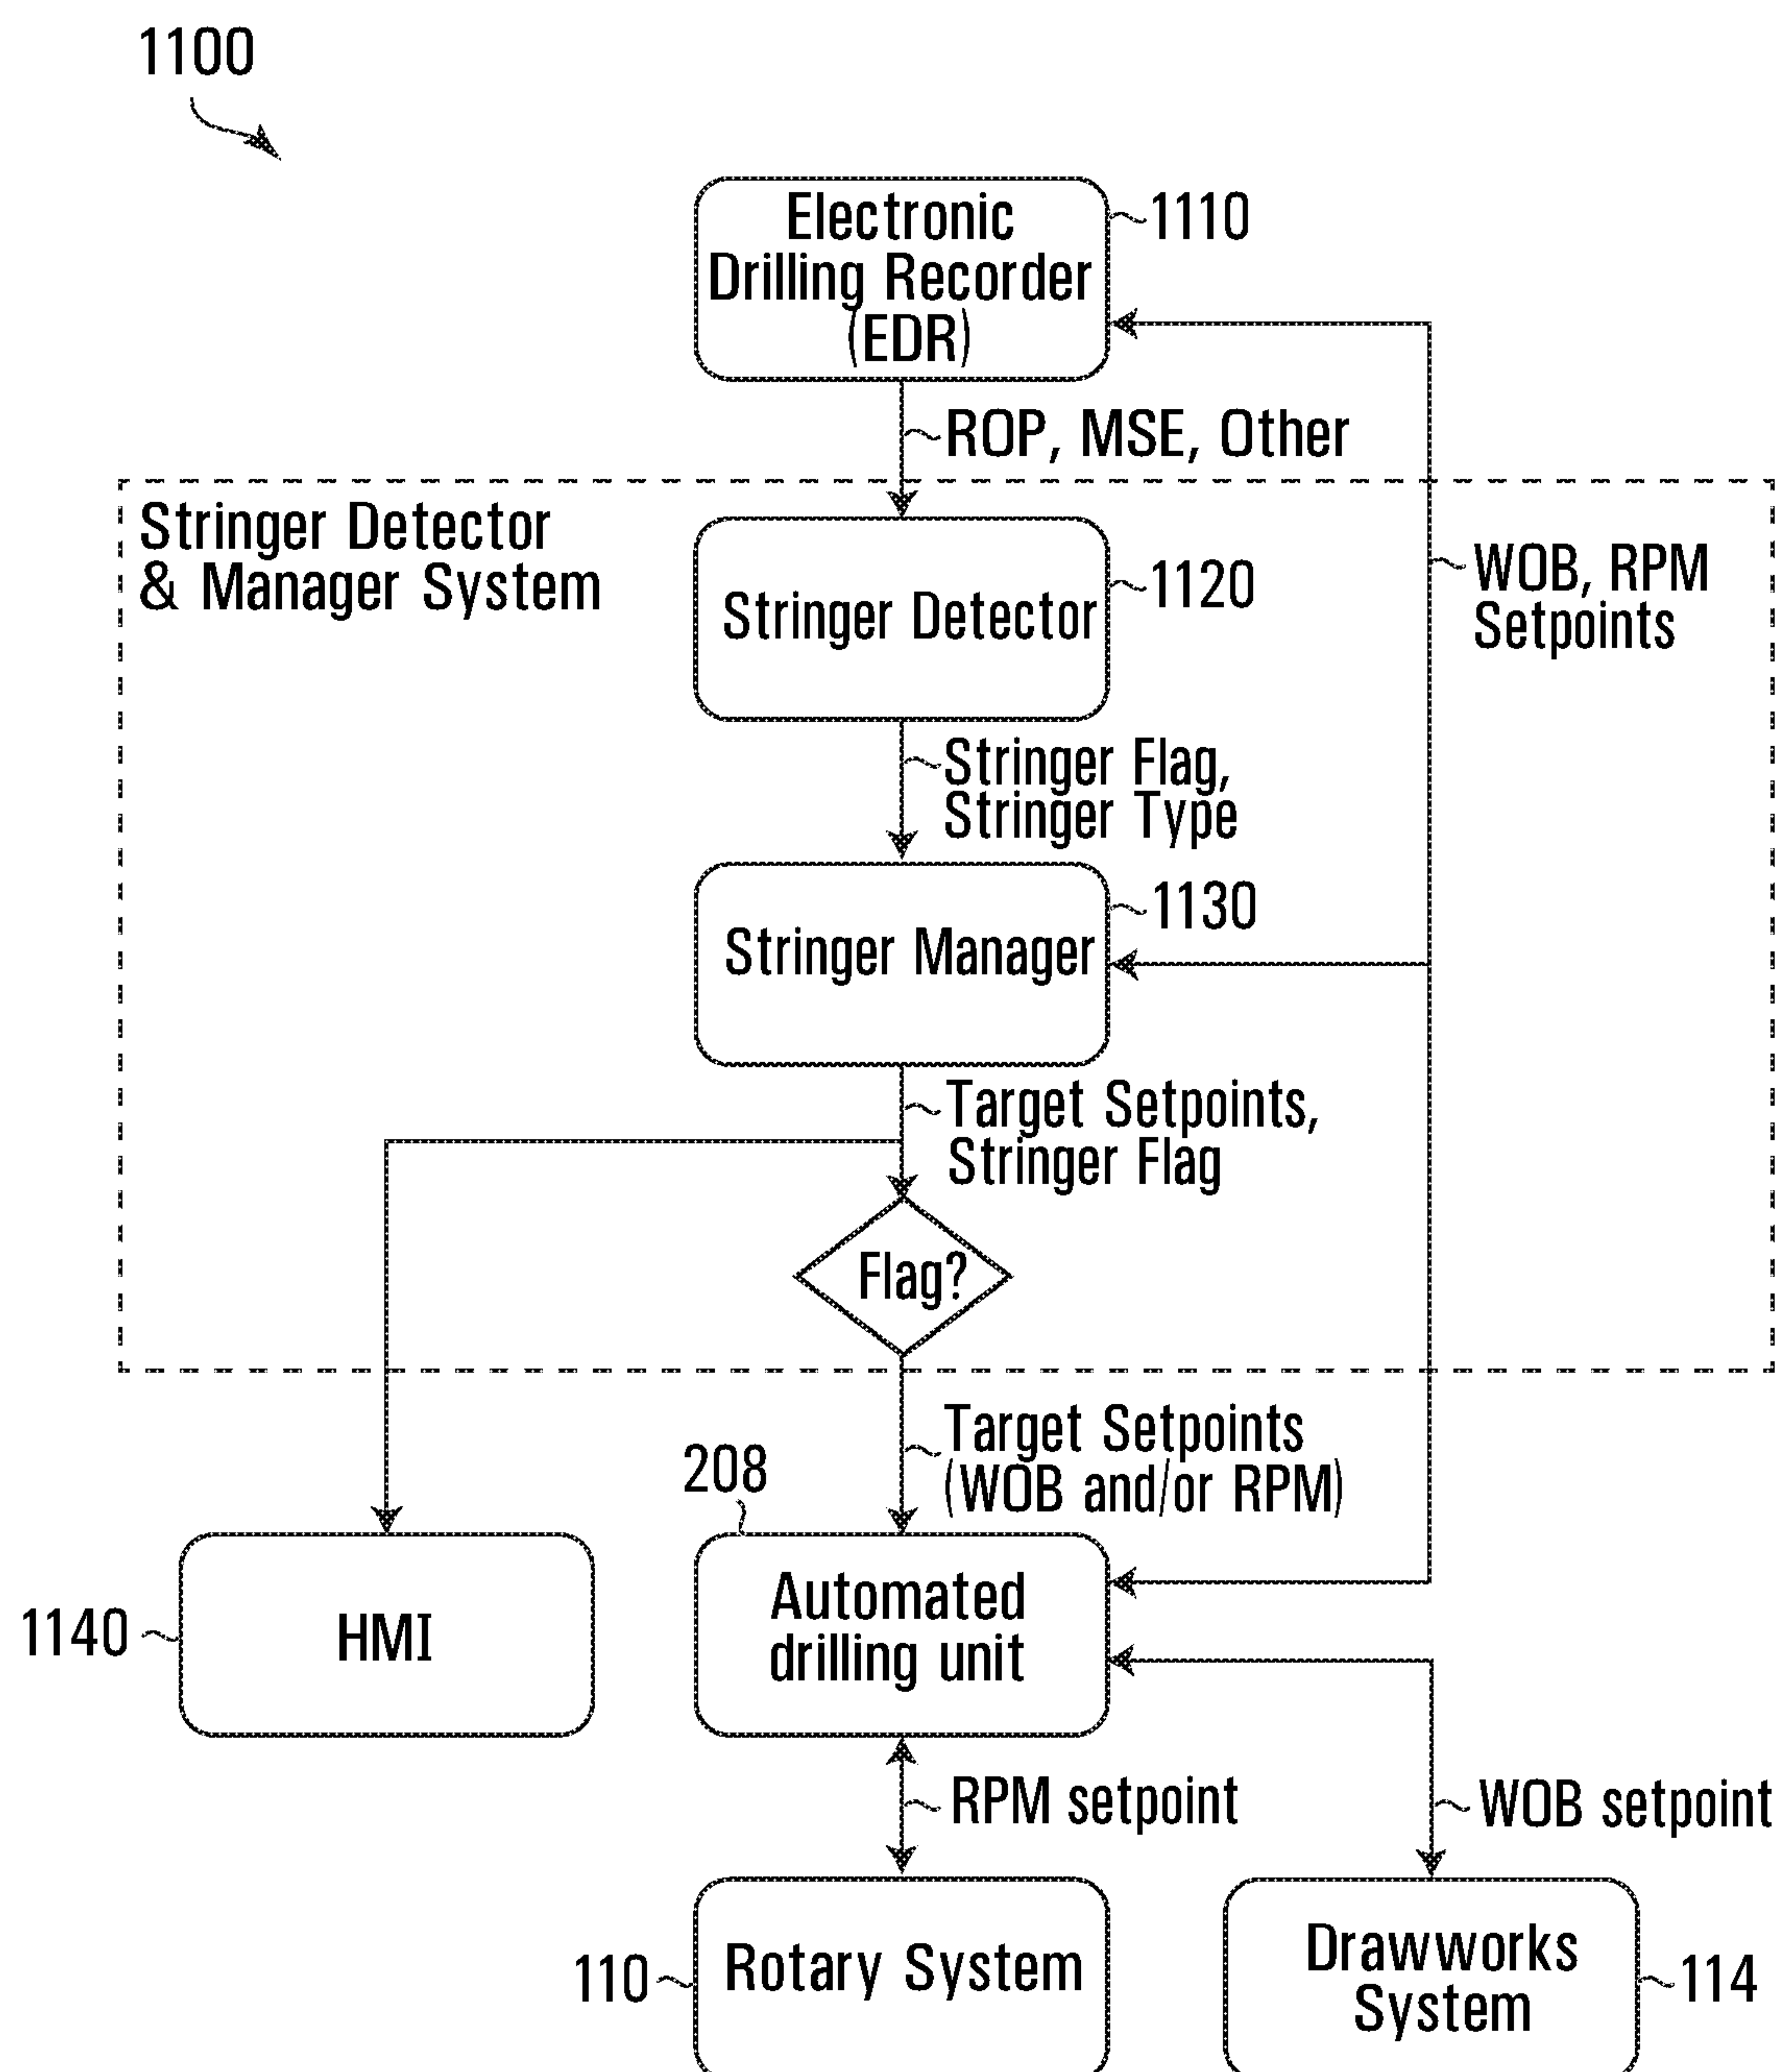 1100
Electronic
Drilling Recorder
(EDR)
1110
ROP, MSE, Other
Stringer Detector
& Manager System
Stringer Detector
1120
WOB, RPM
Setpoints
Stringer Flag,
Stringer Type
Stringer Manager
1130
Target Setpoints,
Stringer Flag
Flag?
Target Setpoints
(WOB and/or RPM)
208
1140
HMI
Automated
drilling unit
RPM setpoint
WOB setpoint
110
Rotary System
Drawworks
System
114